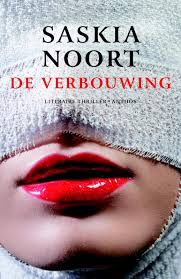 SASKIA
NOORT
DE VERBOUWING
LITERAIRE THRILLER • ANTHOS